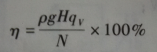 η = ρgHq_V / N × 100%